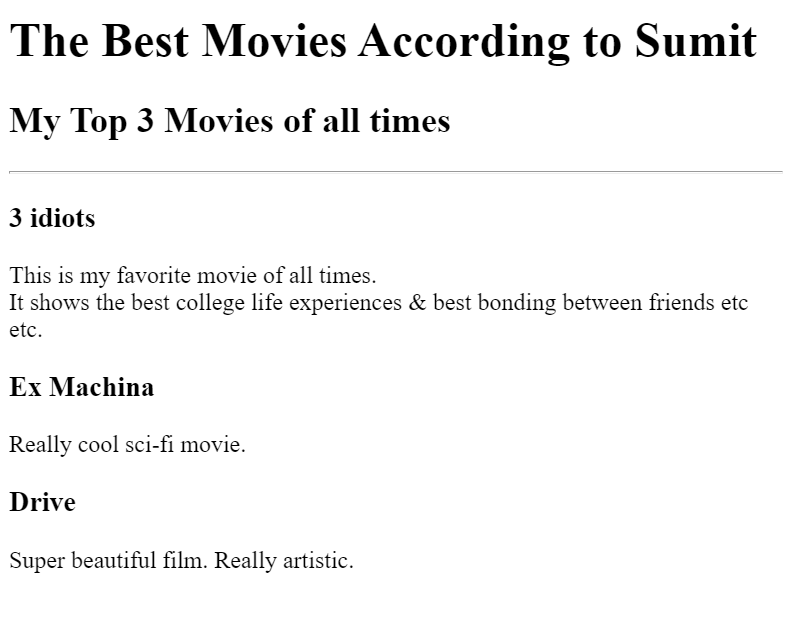 The Best Movies According to Sumit
My Top 3 Movies of all times
3 idiots
This is my favorite movie of all times.
It shows the best college life experiences & best bonding between friends etc
etc.
Ex Machina
Really cool sci-fi movie.
Drive
Super beautiful film. Really artistic.